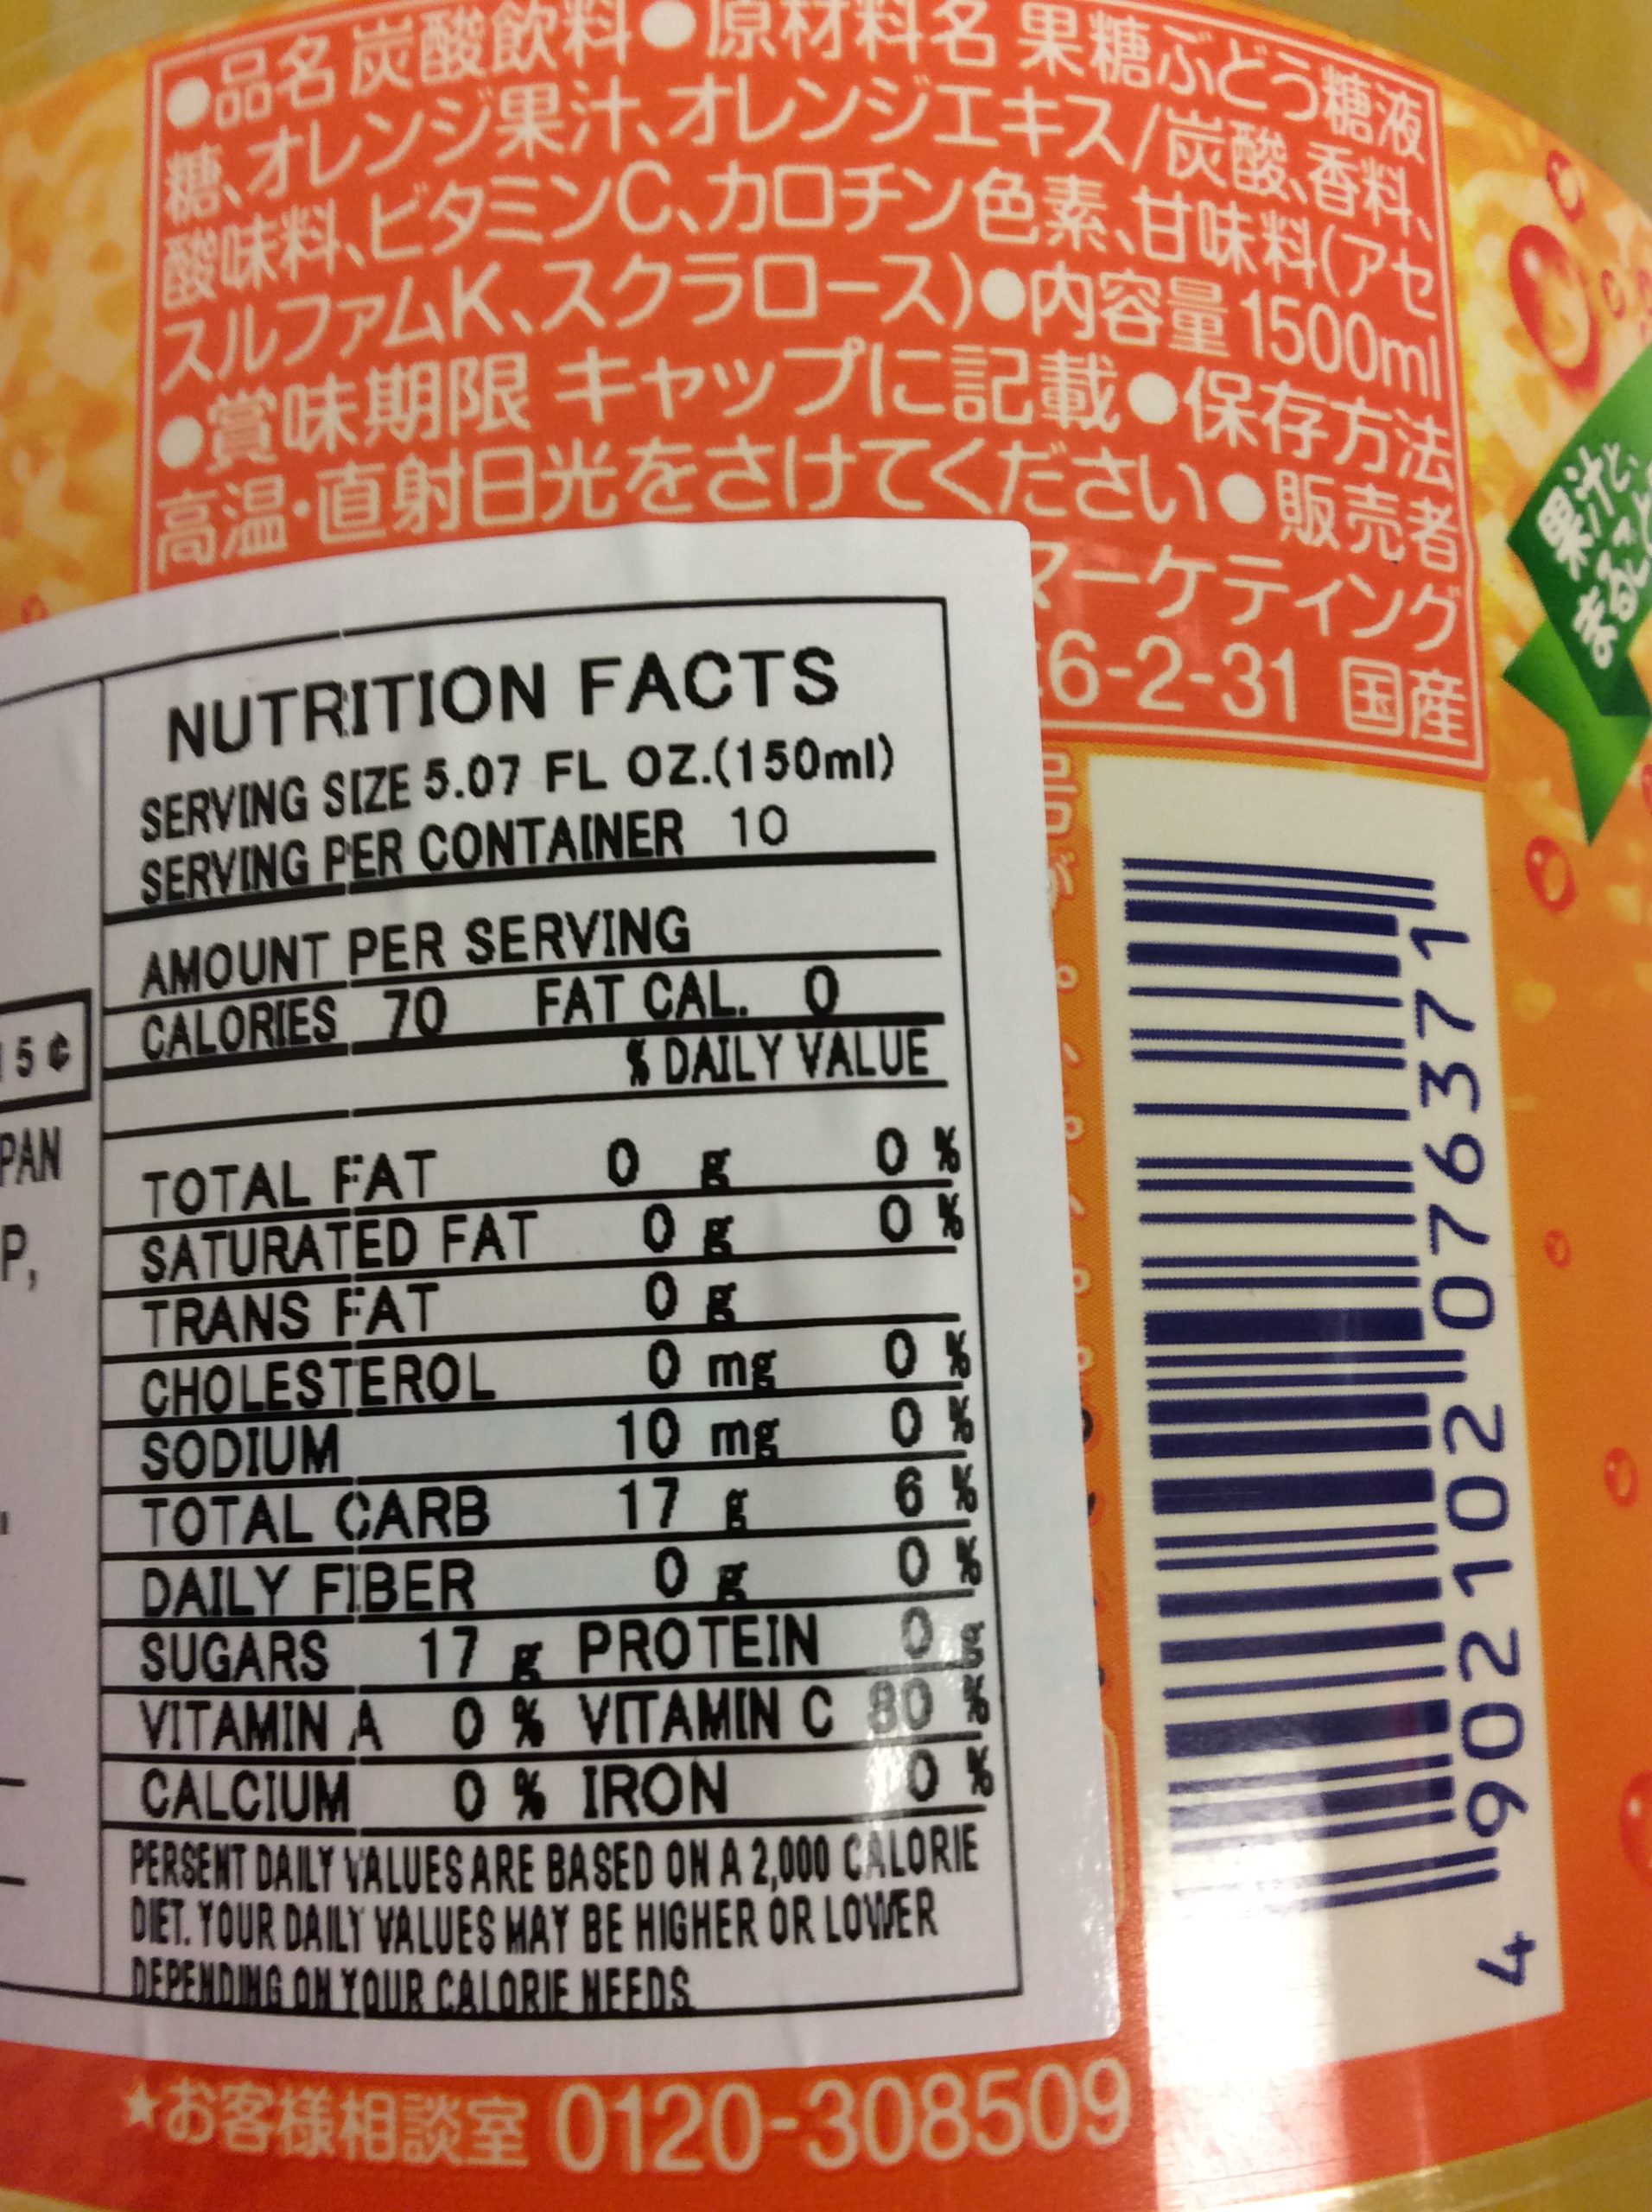 ●品名 炭酸飲料●原材料名 果糖ぶどう糖液
糖、オレンジ果汁、オレンジエキス/炭酸、香料、
酸味料、ビタミンC、カロチン色素、甘味料(アセ
スルファムK、スクラロース)●内容量1500ml
●賞味期限 キャップに記載●保存方法
高温・直射日光をさけてください●販売者
マーケティング
6-2-31 国産
果汁と
まるごと
NUTRITION FACTS
SERVING SIZE 5.07 FL OZ.(150ml)
SERVING PER CONTAINER 10
AMOUNT PER SERVING
CALORIES 70 FAT CAL. 0
% DAILY VALUE
TOTAL FAT 0 g 0 %
SATURATED FAT 0 g 0 %
TRANS FAT 0 g
CHOLESTEROL 0 mg 0 %
SODIUM 10 mg 0 %
TOTAL CARB 17 g 6 %
DAILY FIBER 0 g 0 %
SUGARS 17 g PROTEIN 0 g
VITAMIN A 0 % VITAMIN C 80 %
CALCIUM 0 % IRON 0 %
PERSENT DAILY VALUES ARE BASED ON A 2,000 CALORIE
DIET. YOUR DAILY VALUES MAY BE HIGHER OR LOWER
DEPENDING ON YOUR CALORIE NEEDS
5¢
PAN
P,
4 902102 076371
★お客様相談室 0120-308509